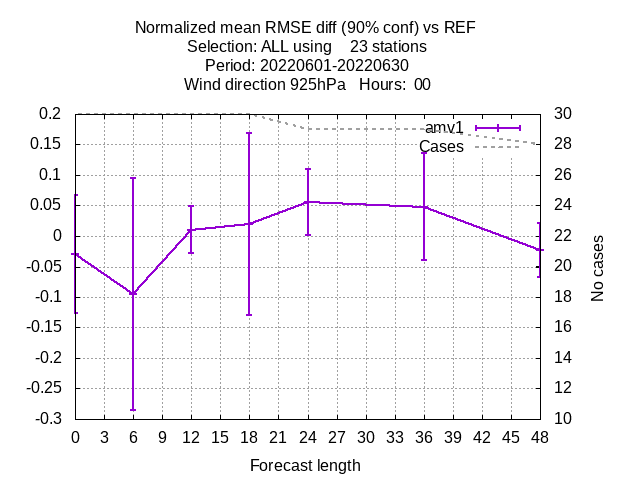 Normalized mean RMSE diff (90% conf) vs REF
Selection: ALL using    23 stations
Period: 20220601-20220630
Wind direction 925hPa   Hours:  00
0.2
0.15
0.1
0.05
0
-0.05
-0.1
-0.15
-0.2
-0.25
-0.3
amv1
Cases
30
28
26
24
22
20
18
16
14
12
10
No cases
0 3 6 9 12 15 18 21 24 27 30 33 36 39 42 45 48
Forecast length